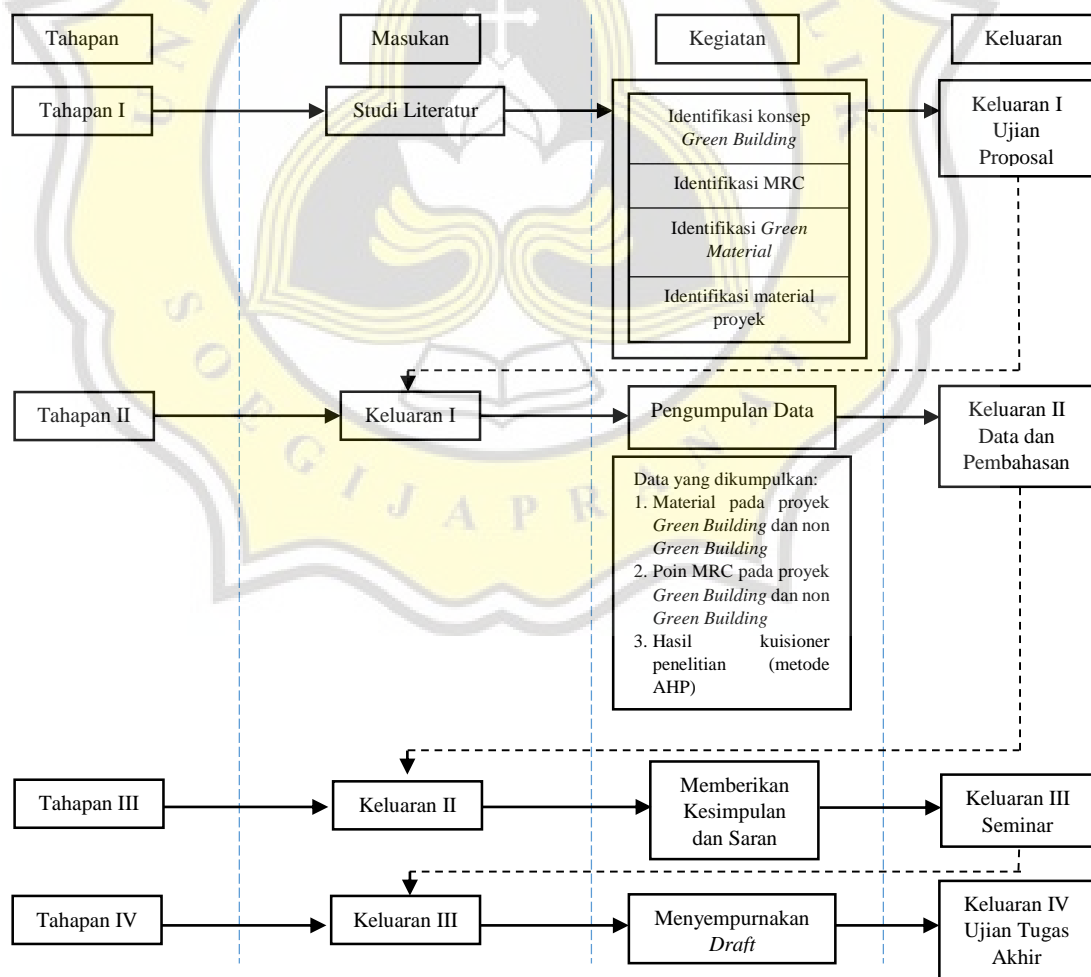 Tahapan
Masukan
Kegiatan
Keluaran
Tahapan I
Studi Literatur
Identifikasi konsep
Green Building
Identifikasi MRC
Identifikasi Green
Material
Identifikasi material
proyek
Keluaran I
Ujian
Proposal
Tahapan II
Keluaran I
Pengumpulan Data
Data yang dikumpulkan:
1. Material pada proyek
Green Building dan non
Green Building
2. Poin MRC pada proyek
Green Building dan non
Green Building
3. Hasil kuisioner
penelitian (metode
AHP)
Keluaran II
Data dan
Pembahasan
Tahapan III
Keluaran II
Memberikan
Kesimpulan
dan Saran
Keluaran III
Seminar
Tahapan IV
Keluaran III
Menyempurnakan
Draft
Keluaran IV
Ujian Tugas
Akhir
SOEGIJAPRANATA